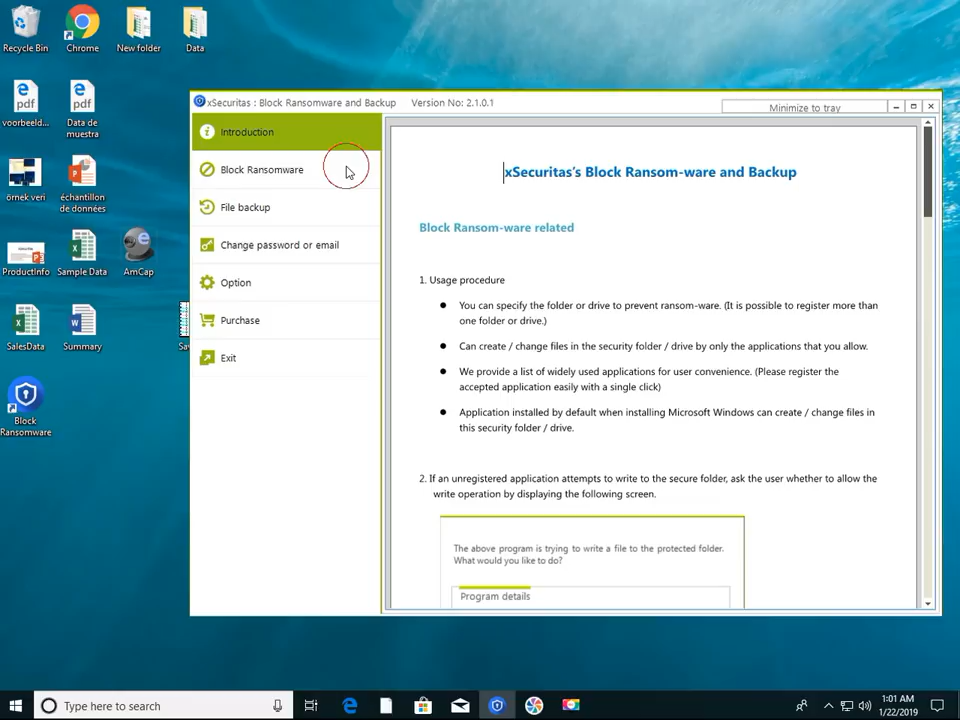 Recycle Bin
Chrome
New folder
Data
voorbeeld...
Data de
muestra
örnek veri
échantillon
de données
ProductInfo
Sample Data
AmCap
SalesData
Summary
Block
Ransomware
xSecuritas : Block Ransomware and Backup
Version No: 2.1.0.1
Minimize to tray
Introduction
Block Ransomware
File backup
Change password or email
Option
Purchase
Exit
xSecuritas's Block Ransom-ware and Backup
Block Ransom-ware related
1. Usage procedure
● You can specify the folder or drive to prevent ransom-ware. (It is possible to register more than
one folder or drive.)
● Can create / change files in the security folder / drive by only the applications that you allow.
● We provide a list of widely used applications for user convenience. (Please register the
accepted application easily with a single click)
● Application installed by default when installing Microsoft Windows can create / change files in
this security folder / drive.
2. If an unregistered application attempts to write to the secure folder, ask the user whether to allow the
write operation by displaying the following screen.
The above program is trying to write a file to the protected folder.
What would you like to do?
Program details
Type here to search
1:01 AM
1/22/2019